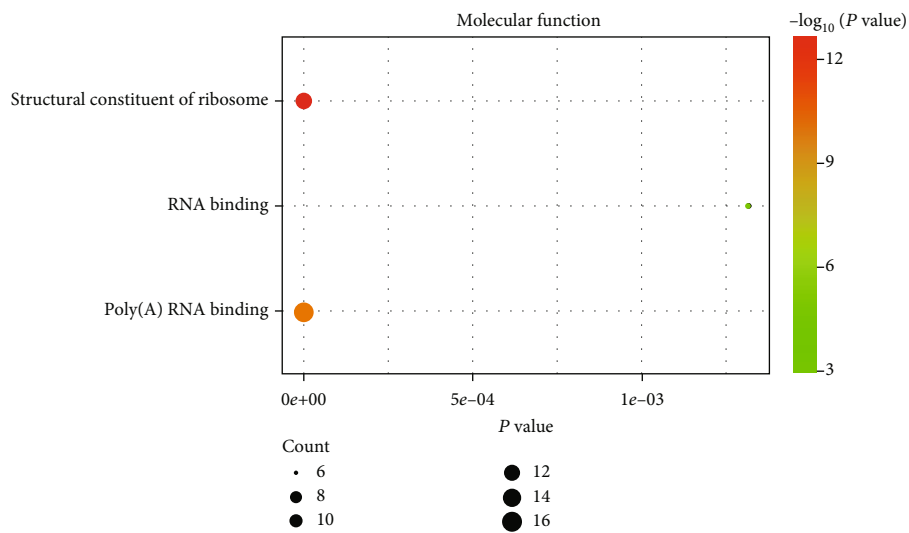 Molecular function
–log10 (P value)
Structural constituent of ribosome
RNA binding
Poly(A) RNA binding
12
9
6
3
0e+00
5e–04
1e–03
P value
Count
6
8
10
12
14
16